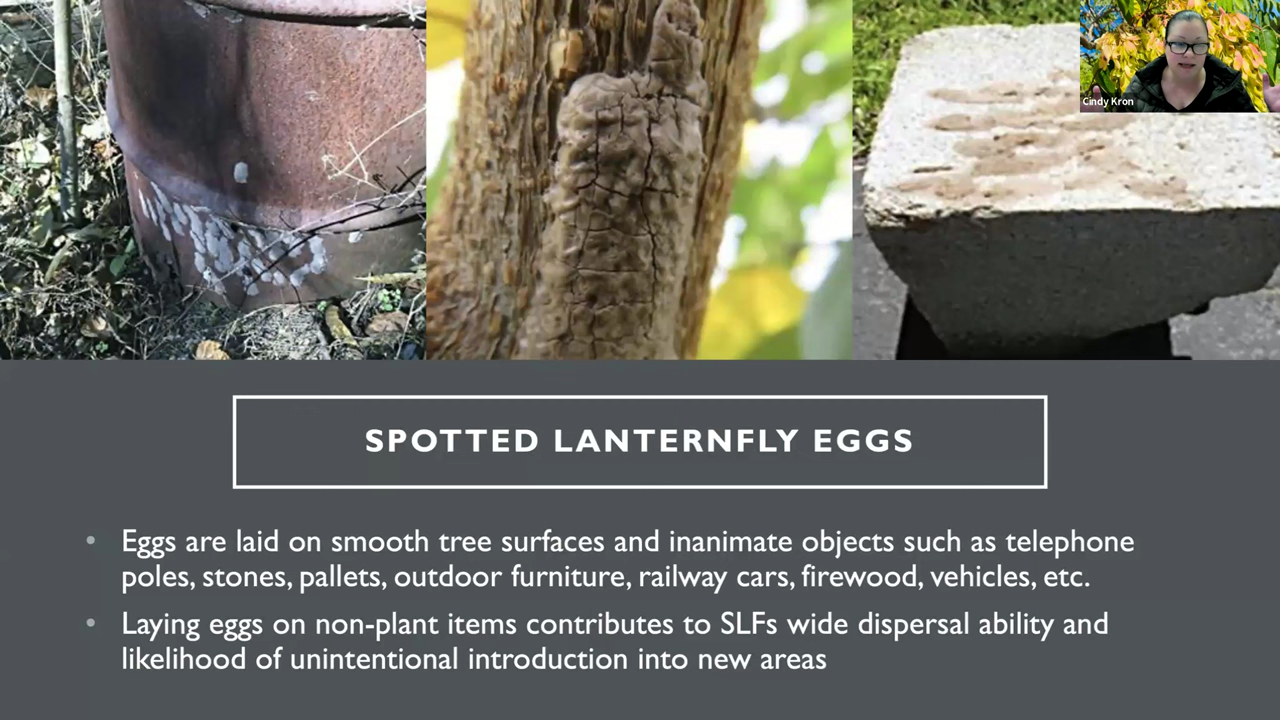 Cindy Kron
SPOTTED LANTERNFLY EGGS
• Eggs are laid on smooth tree surfaces and inanimate objects such as telephone
poles, stones, pallets, outdoor furniture, railway cars, firewood, vehicles, etc.
• Laying eggs on non-plant items contributes to SLFs wide dispersal ability and
likelihood of unintentional introduction into new areas